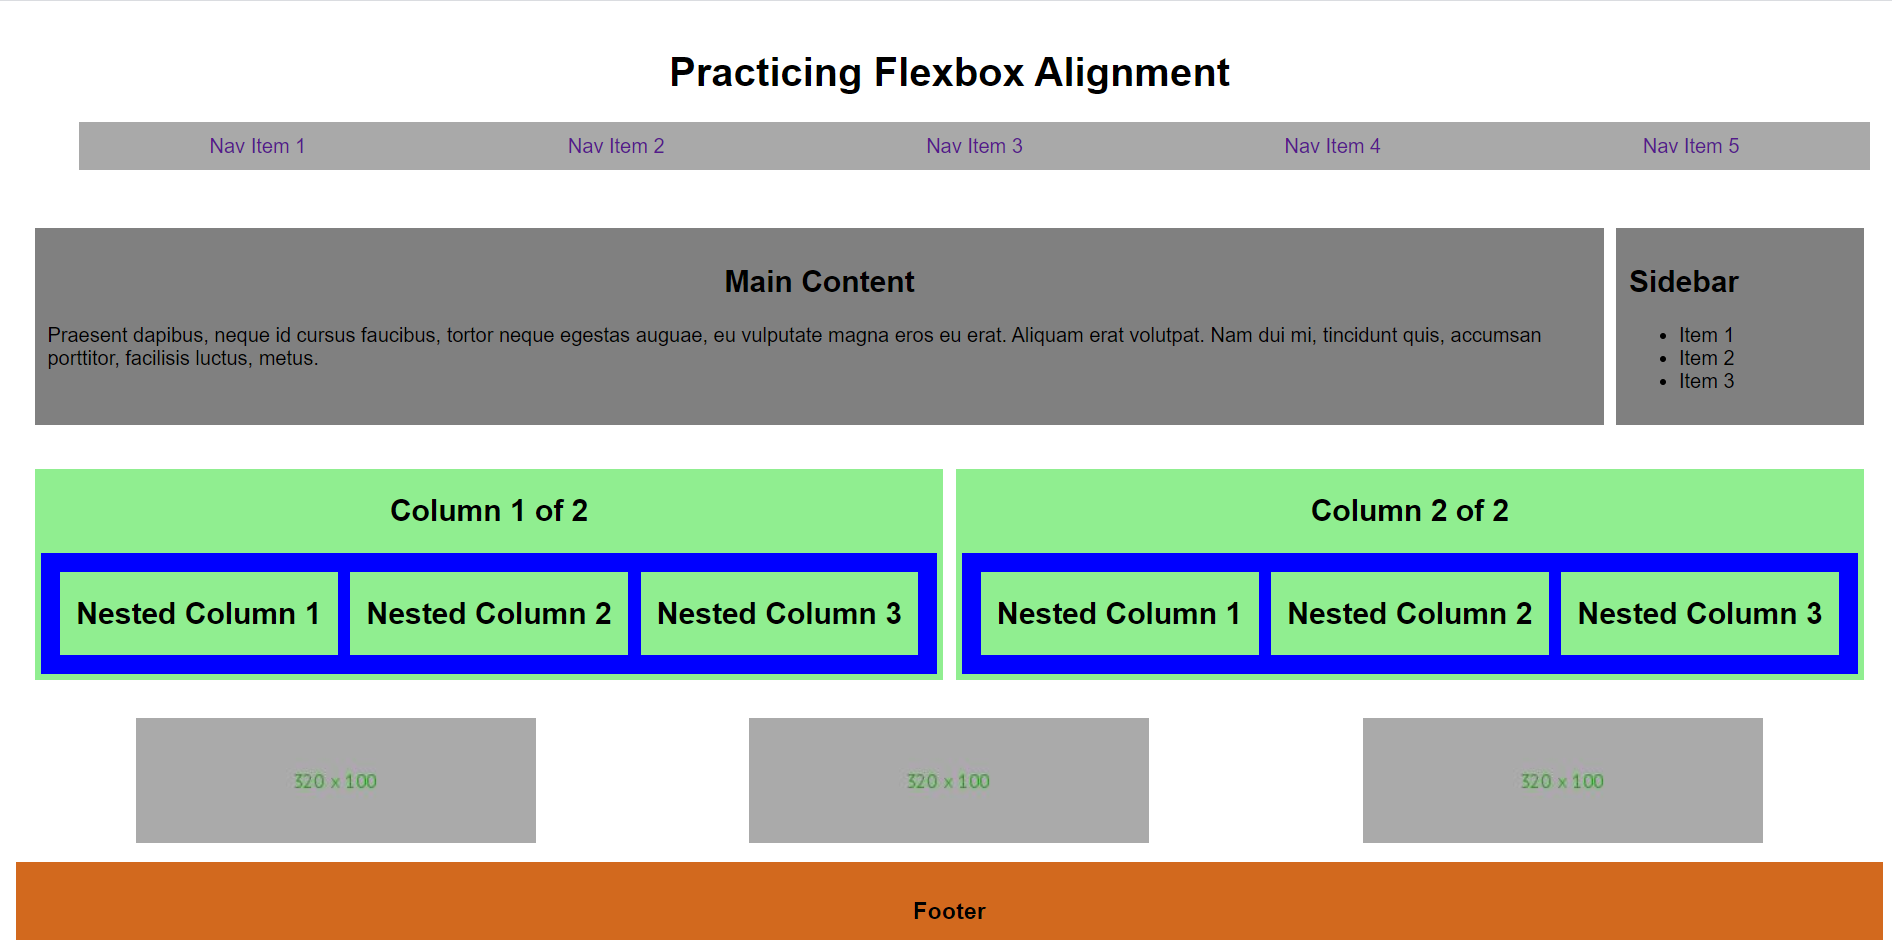 Practicing Flexbox Alignment
Nav Item 1 Nav Item 2 Nav Item 3 Nav Item 4 Nav Item 5
Main Content
Praesent dapibus, neque id cursus faucibus, tortor neque egestas auguae, eu vulputate magna eros eu erat. Aliquam erat volutpat. Nam dui mi, tincidunt quis, accumsan
porttitor, facilisis luctus, metus.
Sidebar
• Item 1
• Item 2
• Item 3
Column 1 of 2
Nested Column 1 Nested Column 2 Nested Column 3
Column 2 of 2
Nested Column 1 Nested Column 2 Nested Column 3
320 x 100 320 x 100 320 x 100
Footer